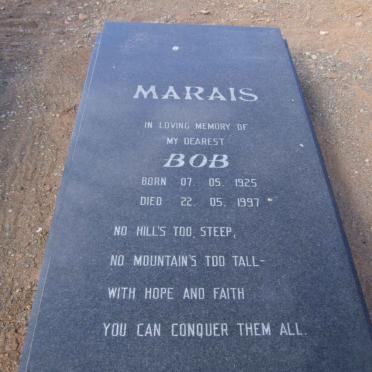 MARAIS
IN LOVING MEMORY OF
MY DEAREST
BOB
BORN 07. 05. 1925
DIED 22. 05. 1997
NO HILL'S TOO, STEEP,
NO MOUNTAIN'S TOO TALL-
WITH HOPE AND FAITH
YOU CAN CONQUER THEM ALL.